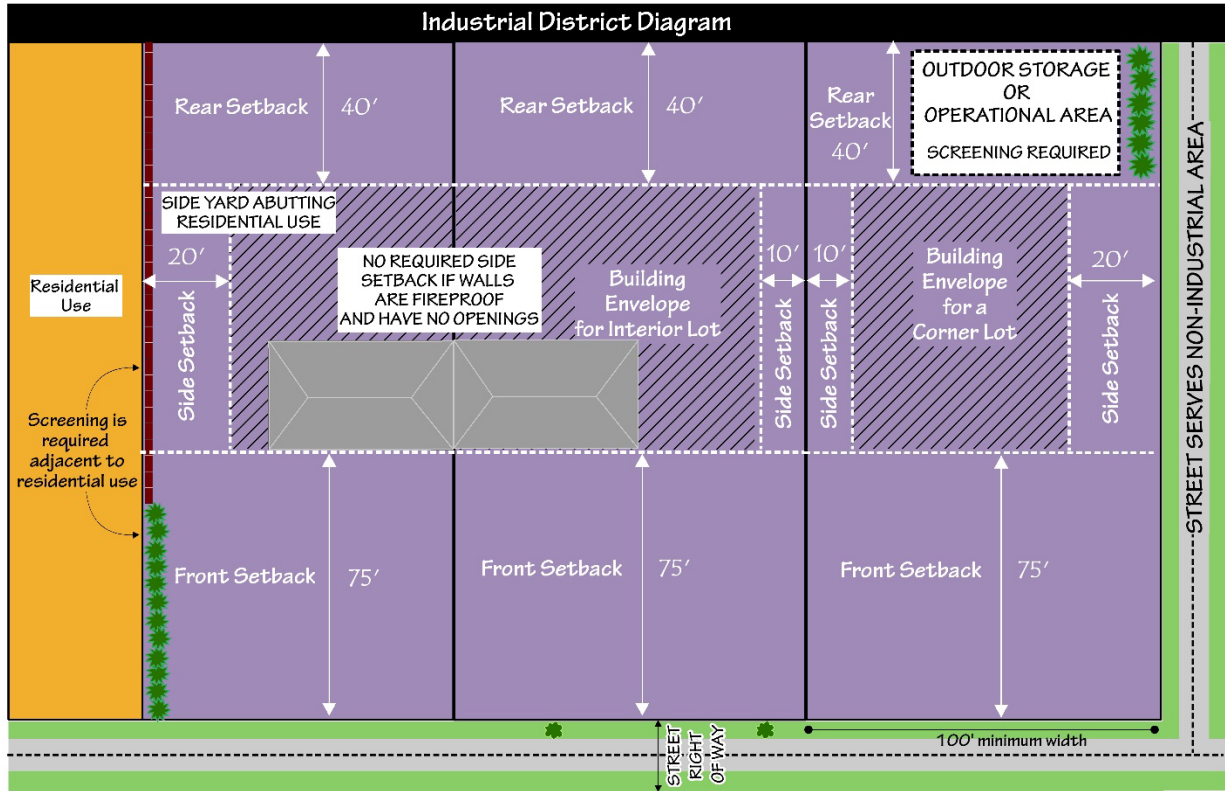 Industrial District Diagram
Rear Setback
40'
Rear Setback
40'
Rear
Setback
40'
OUTDOOR STORAGE
OR
OPERATIONAL AREA
SCREENING REQUIRED
SIDE YARD ABUTTING
RESIDENTIAL USE
20'
Side Setback
NO REQUIRED SIDE
SETBACK IF WALLS
ARE FIREPROOF
AND HAVE NO OPENINGS
Building
Envelope
for Interior Lot
10'
Side Setback
10'
Side Setback
Building
Envelope
for a
Corner Lot
20'
Side Setback
Residential
Use
Screening is
required
adjacent to
residential use
Front Setback
75'
Front Setback
75'
Front Setback
75'
STREET SERVES NON-INDUSTRIAL AREA
STREET
RIGHT
OF WAY
100' minimum width